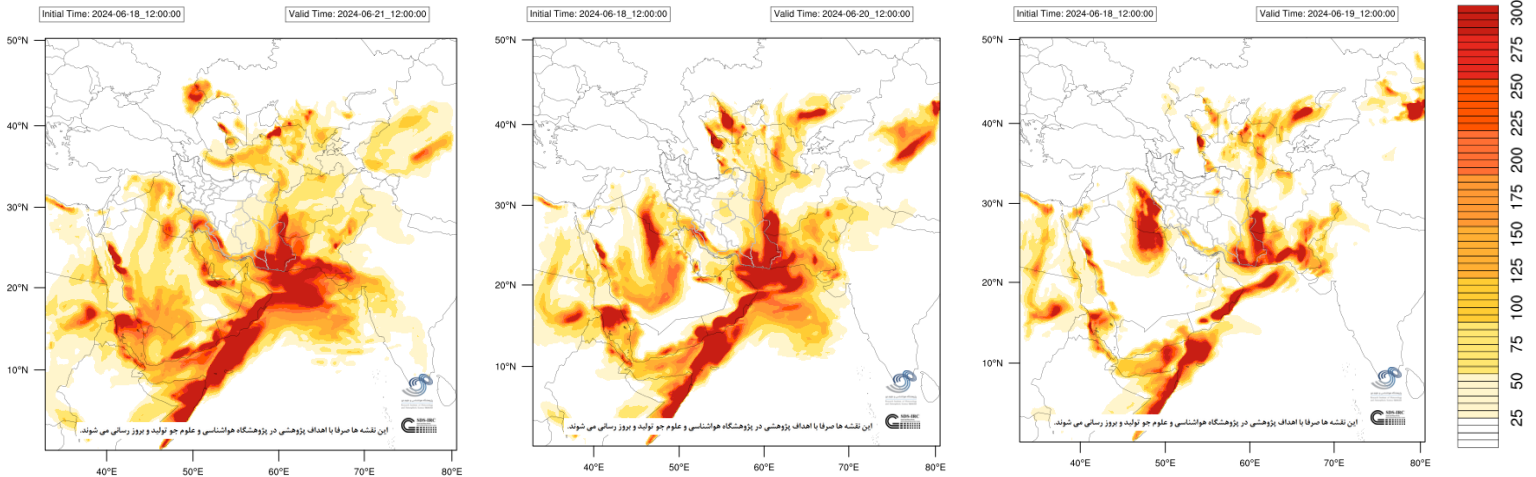 Initial Time: 2024-06-18_12:00:00
Valid Time: 2024-06-21_12:00:00
50°N
40°N
30°N
20°N
10°N
این نقشه ها صرفا با اهداف پژوهشی در پژوهشگاه هواشناسی و علوم جو تولید و بروز رسانی می شوند.
40°E 50°E 60°E 70°E 80°E
Initial Time: 2024-06-18_12:00:00
Valid Time: 2024-06-20_12:00:00
50°N
40°N
30°N
20°N
10°N
این نقشه ها صرفا با اهداف پژوهشی در پژوهشگاه هواشناسی و علوم جو تولید و بروز رسانی می شوند.
40°E 50°E 60°E 70°E 80°E
Initial Time: 2024-06-18_12:00:00
Valid Time: 2024-06-19_12:00:00
50°N
40°N
30°N
20°N
10°N
این نقشه ها صرفا با اهداف پژوهشی در پژوهشگاه هواشناسی و علوم جو تولید و بروز رسانی می شوند.
40°E 50°E 60°E 70°E 80°E
300
275
250
225
200
175
150
125
100
75
50
25